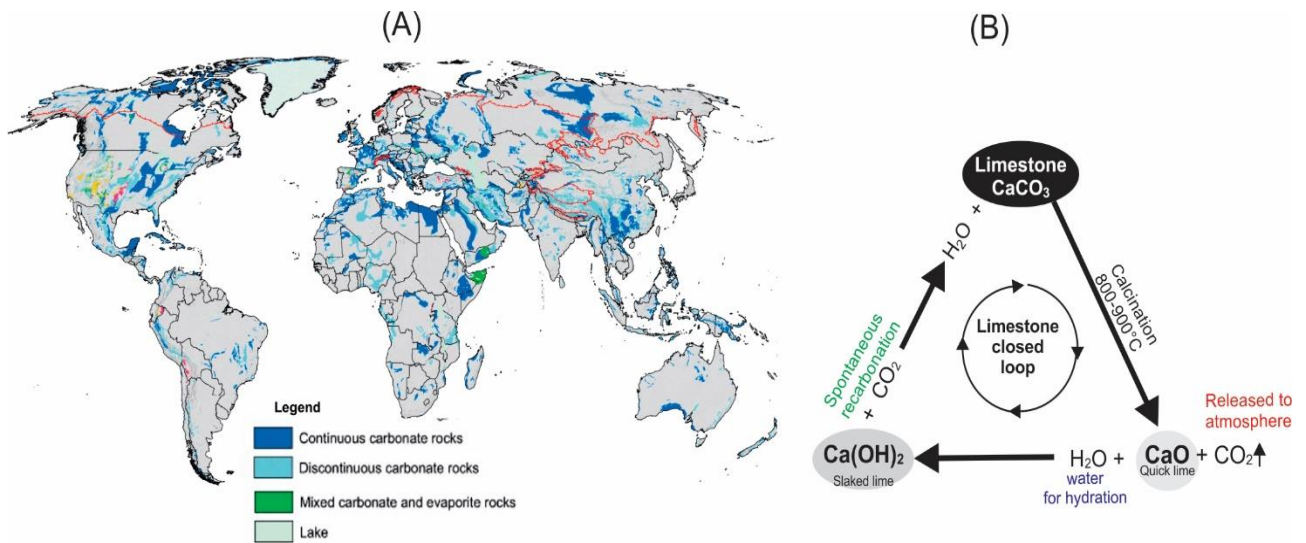 (A)
Legend
Continuous carbonate rocks
Discontinuous carbonate rocks
Mixed carbonate and evaporite rocks
Lake
(B)
Limestone
CaCO₃
H₂O +
Calcination
800-900°C
Limestone
closed
loop
Spontaneous
recarbonation
+ CO₂
Released to
atmosphere
Ca(OH)₂
Slaked lime
H₂O +
water
for hydration
CaO
Quick lime
+ CO₂